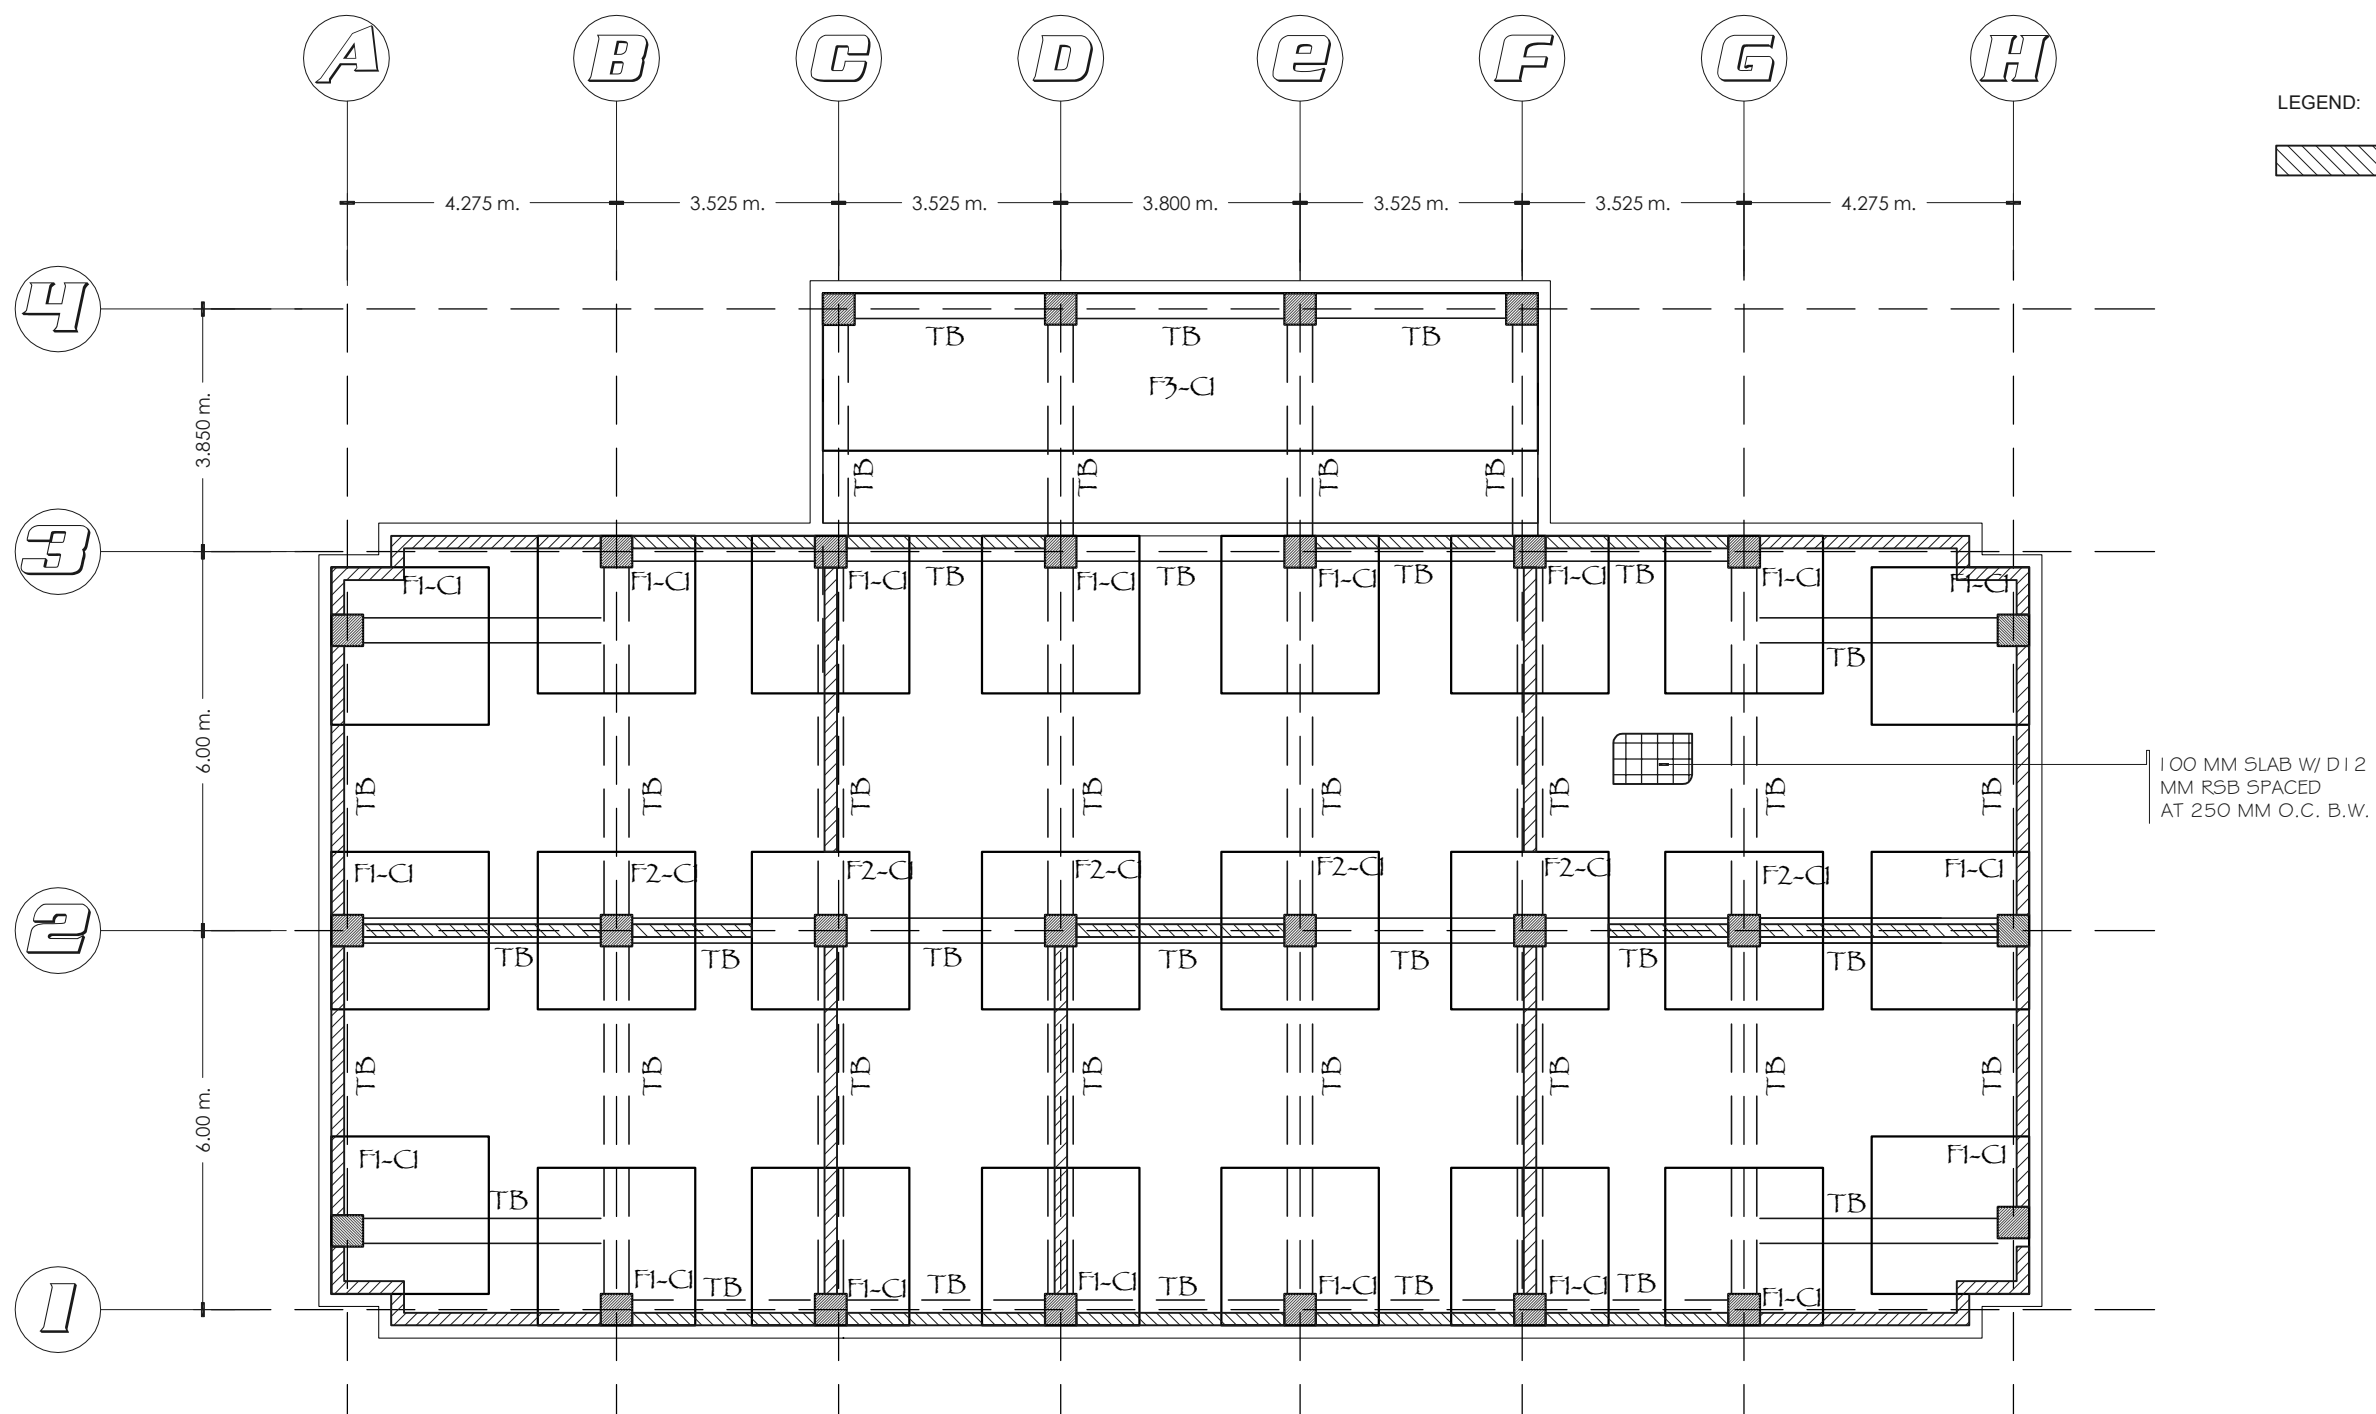 A B C D e F G H
LEGEND:
4.275 m. 3.525 m. 3.525 m. 3.800 m. 3.525 m. 3.525 m. 4.275 m.
4
TB TB TB
F3-C1
3.850 m.
TB TB TB TB
3
F1-C1 F1-C1 F1-C1 TB F1-C1 TB F1-C1 TB F1-C1 TB F1-C1 F1-C1
TB
6.00 m.
100 MM SLAB W/ D12
MM RSB SPACED
AT 250 MM O.C. B.W.
TB TB TB TB TB TB TB TB
F1-C1 F2-C1 F2-C1 F2-C1 F2-C1 F2-C1 F2-C1 F1-C1
2
TB TB TB TB TB TB TB
TB TB TB TB TB TB TB TB
6.00 m.
F1-C1 F1-C1
TB TB
F1-C1 TB F1-C1 TB F1-C1 TB F1-C1 TB F1-C1 TB F1-C1
1